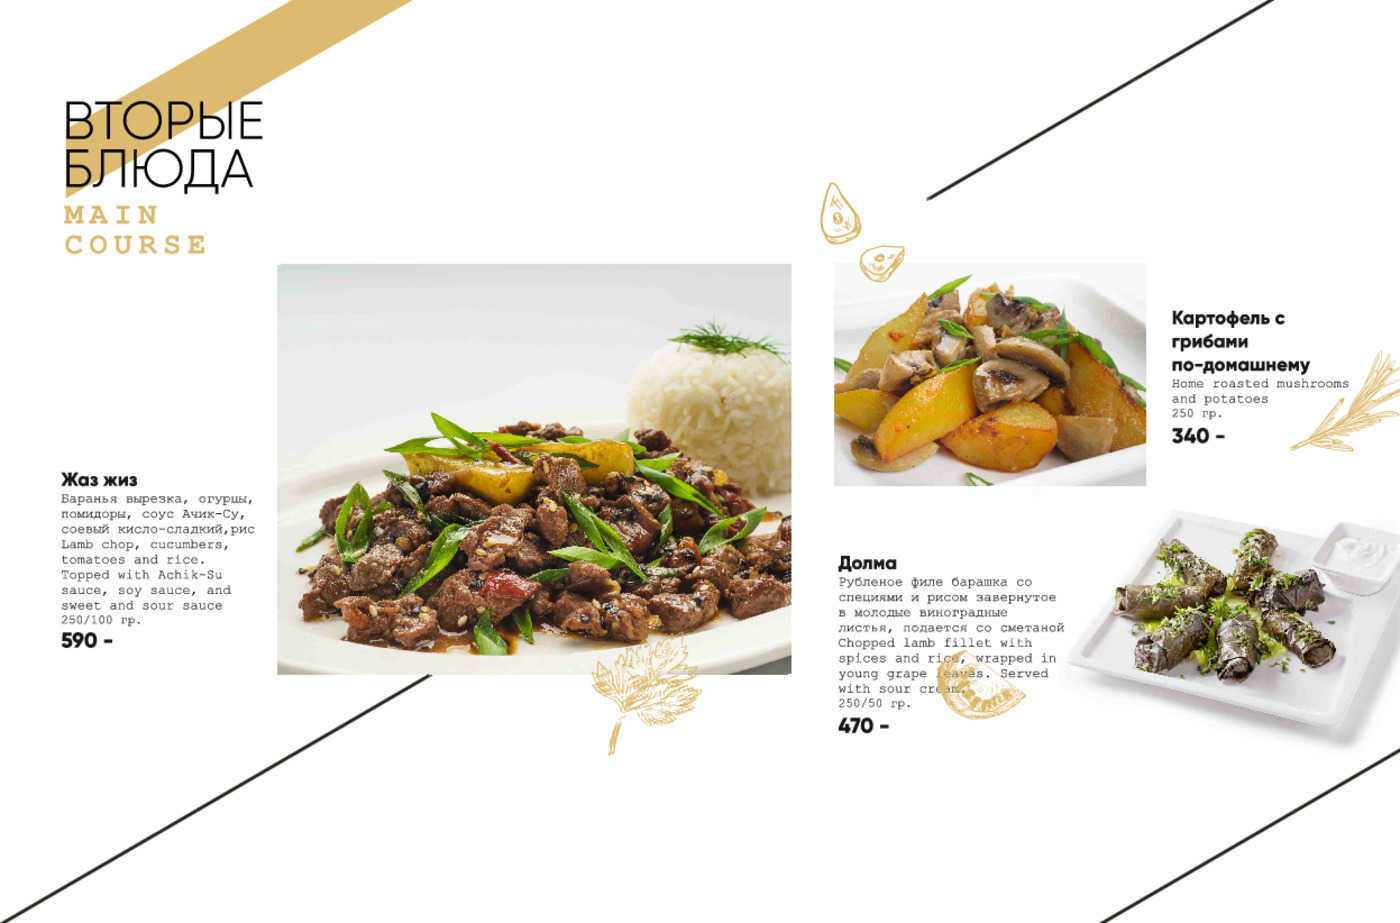 ВТОРЫЕ
БЛЮДА
MAIN
COURSE
Жаз жиз
Баранья вырезка, огурцы,
помидоры, соус Ачик-Су,
соевый кисло-сладкий,рис
Lamb chop, cucumbers,
tomatoes and rice.
Topped with Achik-Su
sauce, soy sauce, and
sweet and sour sauce
250/100 гр.
590 -
Картофель с
грибами
по-домашнему
Home roasted mushrooms
and potatoes
250 гр.
340 -
Долма
Рубленое филе барашка со
специями и рисом завернутое
в молодые виноградные
листья, подается со сметаной
Chopped lamb fillet with
spices and rice, wrapped in
young grape leaves. Served
with sour cream.
250/50 гр.
470 -